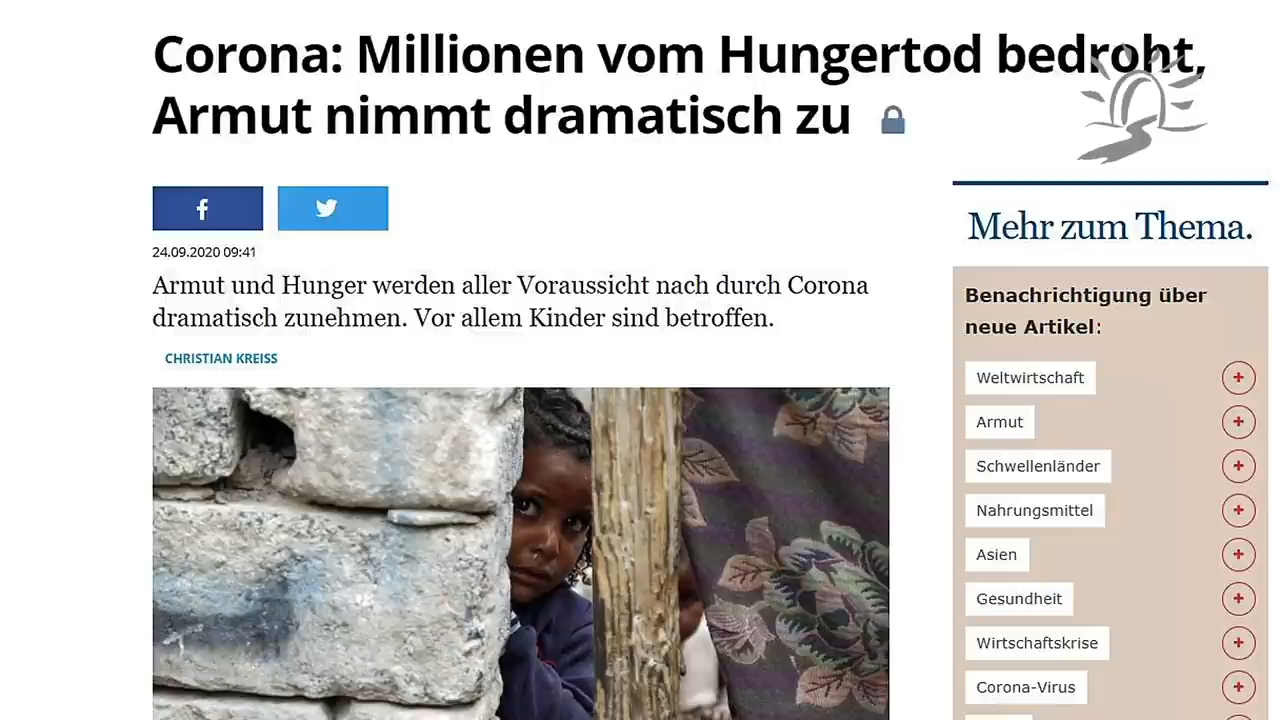 Corona: Millionen vom Hungertod bedroht,
Armut nimmt dramatisch zu
24.09.2020 09:41
Armut und Hunger werden aller Voraussicht nach durch Corona
dramatisch zunehmen. Vor allem Kinder sind betroffen.
CHRISTIAN KREISS
Mehr zum Thema.
Benachrichtigung über
neue Artikel:
Weltwirtschaft
Armut
Schwellenländer
Nahrungsmittel
Asien
Gesundheit
Wirtschaftskrise
Corona-Virus